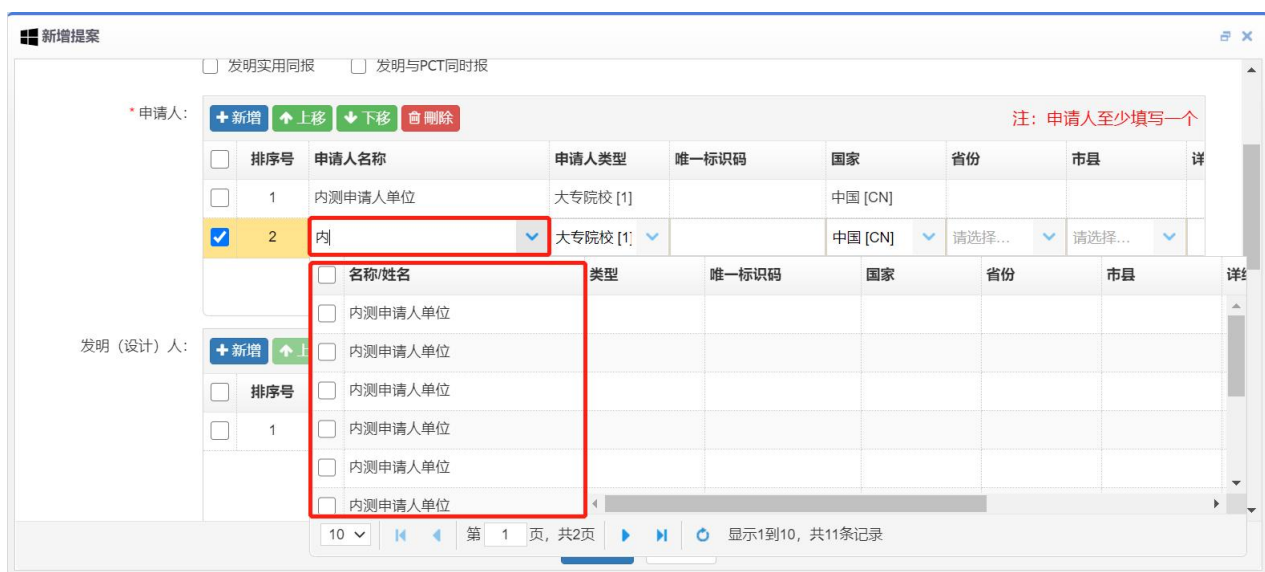 新增提案
发明实用同报 发明与PCT同时报
* 申请人: 新增 上移 下移 删除 注: 申请人至少填写一个
排序号 申请人名称 申请人类型 唯一标识码 国家 省份 市县 详
1 内测申请人单位 大专院校 [1] 中国 [CN]
2 内 大专院校 [1] 中国 [CN] 请选择... 请选择...
名称/姓名 类型 唯一标识码 国家 省份 市县
内测申请人单位
发明（设计）人: 新增
内测申请人单位
排序号 内测申请人单位
1 内测申请人单位
内测申请人单位
内测申请人单位
10 第 1 页, 共2页 显示1到10, 共11条记录